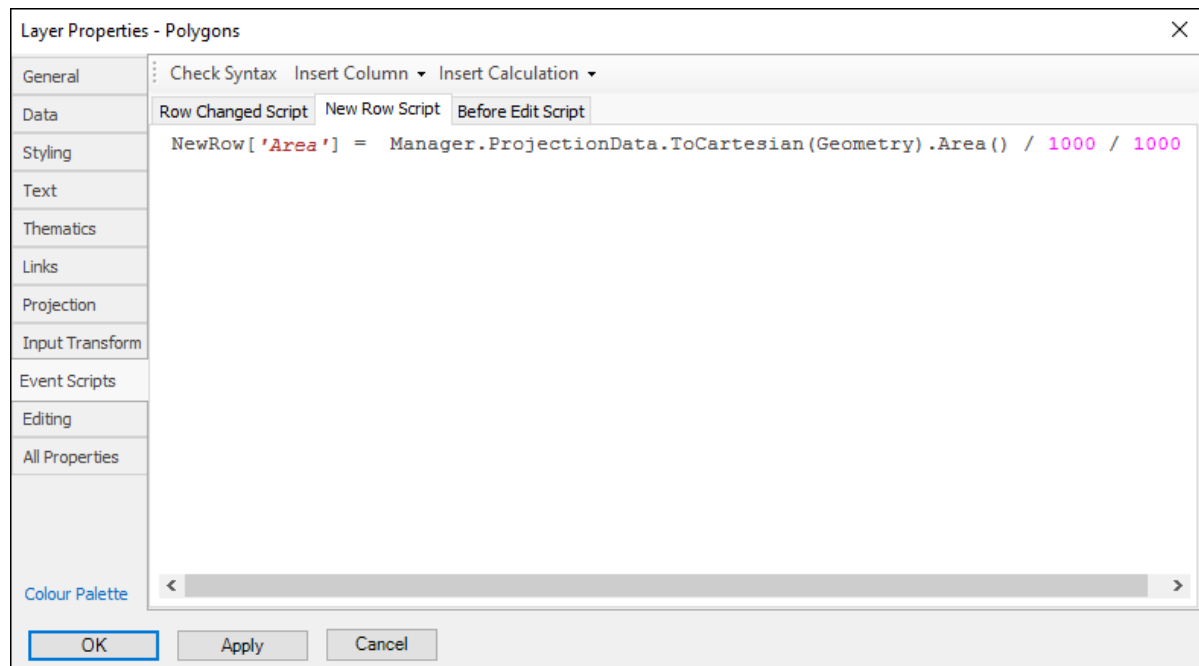 Layer Properties - Polygons
General
Data
Styling
Text
Thematics
Links
Projection
Input Transform
Event Scripts
Editing
All Properties
Colour Palette
Check Syntax Insert Column Insert Calculation
Row Changed Script New Row Script Before Edit Script
NewRow['Area'] = Manager.ProjectionData.ToCartesian(Geometry).Area() / 1000 / 1000
OK Apply Cancel